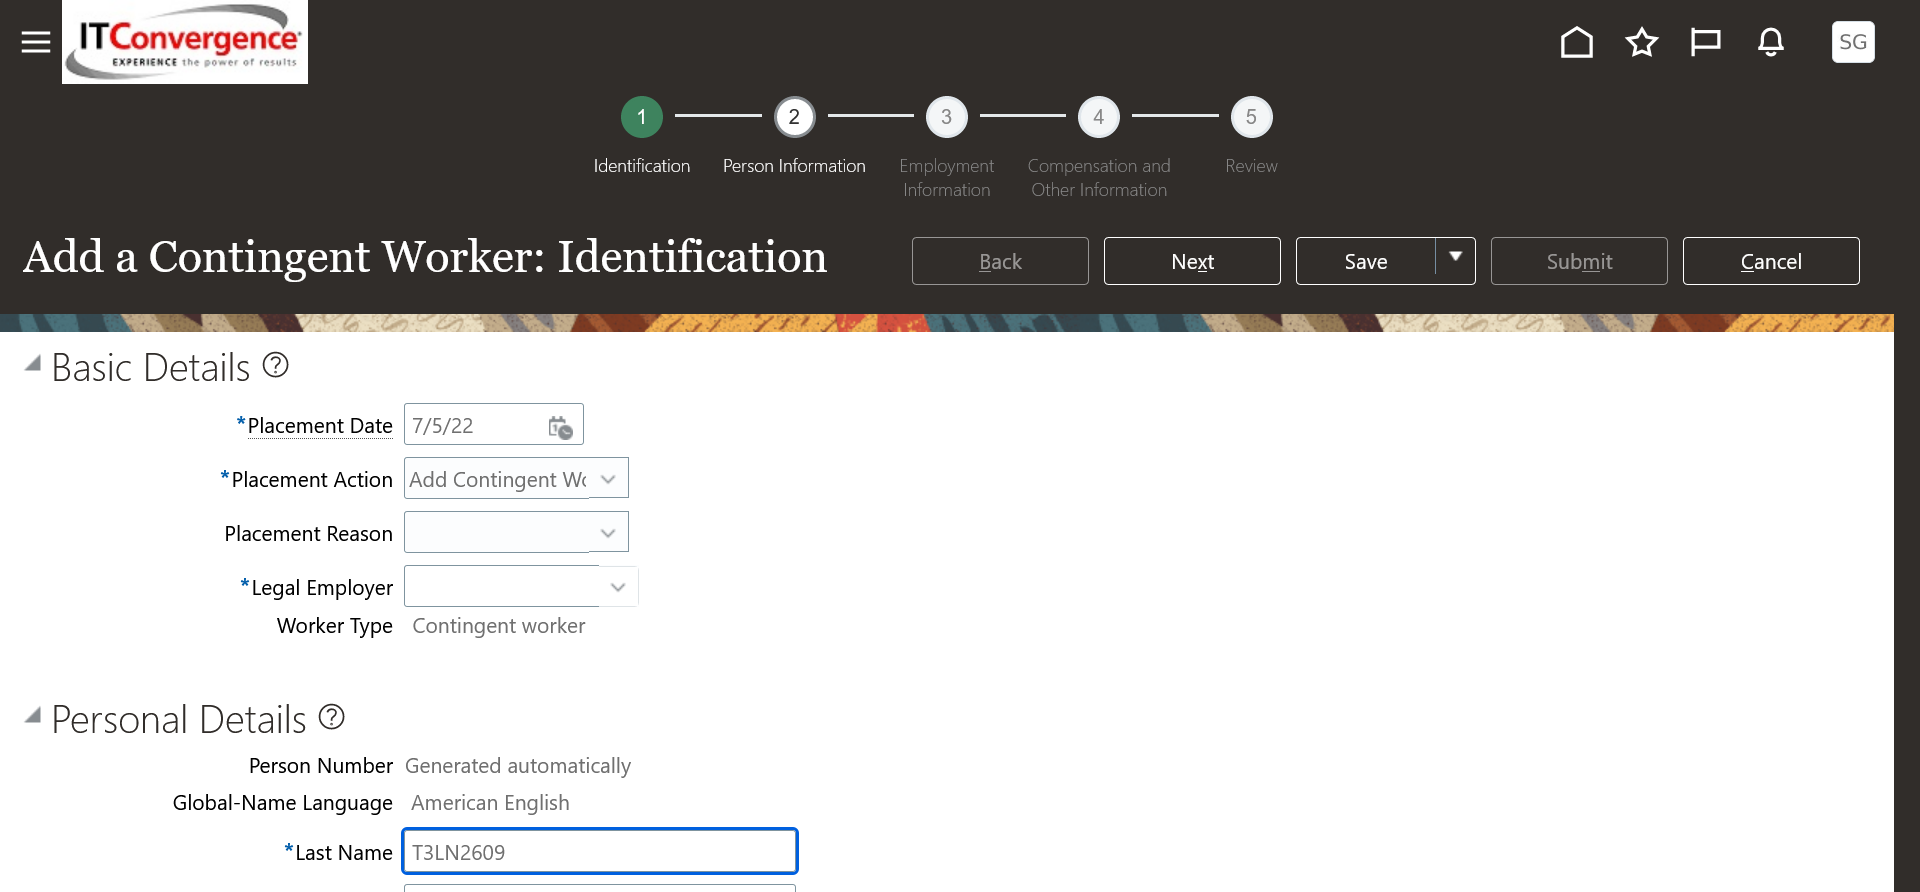 ITConvergence
EXPERIENCE the power of results
SG
1
2
3
4
5
Identification
Person Information
Employment
Information
Compensation and
Other Information
Review
Add a Contingent Worker: Identification
Back
Next
Save
Submit
Cancel
Basic Details
*Placement Date 7/5/22
*Placement Action Add Contingent Wo
Placement Reason
*Legal Employer
Worker Type Contingent worker
Personal Details
Person Number Generated automatically
Global-Name Language American English
*Last Name T3LN2609